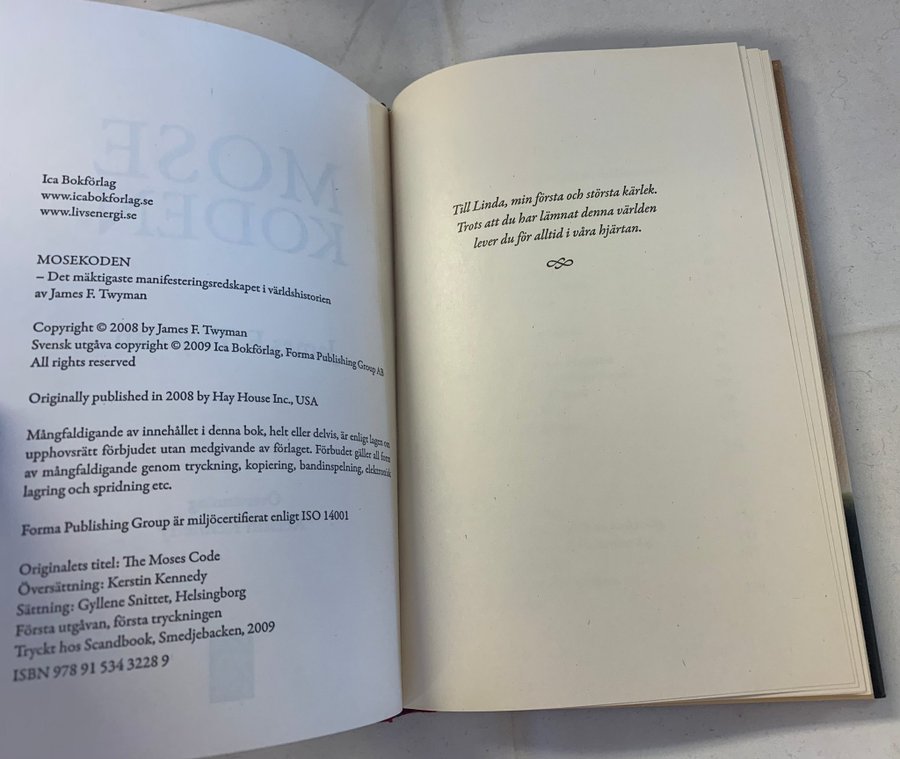 MOSE
KODEN
Ica Bokförlag
www.icabokforlag.se
www.livsenergi.se
MOSEKODEN
– Det mäktigaste manifesteringsredskapet i världshistorien
av James F. Twyman
Copyright © 2008 by James F. Twyman
Svensk utgåva copyright © 2009 Ica Bokförlag, Forma Publishing Group AB
All rights reserved
Originally published in 2008 by Hay House Inc., USA
Mångfaldigande av innehållet i denna bok, helt eller delvis, är enligt lagen om
upphovsrätt förbjudet utan medgivande av förlaget. Förbudet gäller all form
av mångfaldigande genom tryckning, kopiering, bandinspelning, elektronisk
lagring och spridning etc.
Forma Publishing Group är miljöcertifierat enligt ISO 14001
Originalets titel: The Moses Code
Översättning: Kerstin Kennedy
Sättning: Gyllene Snittet, Helsingborg
Första utgåvan, första tryckningen
Tryckt hos Scandbook, Smedjebacken, 2009
ISBN 978 91 534 3228 9
Till Linda, min första och största kärlek.
Trots att du har lämnat denna världen
lever du för alltid i våra hjärtan.